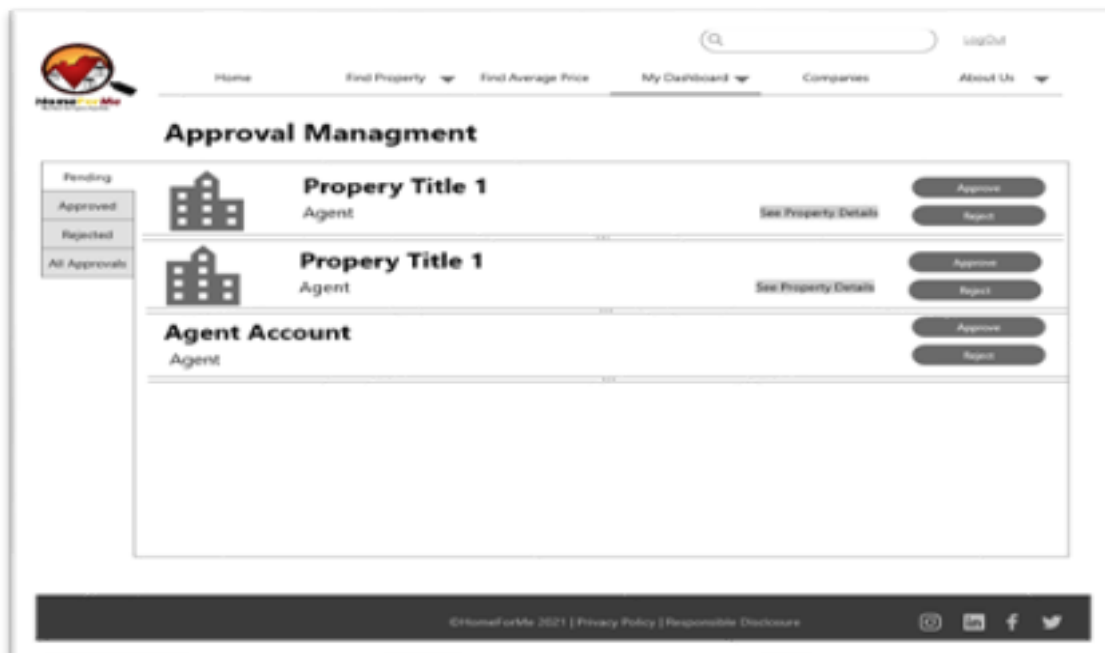 LogOut
Home Find Property Find Average Price My Dashboard Companies About Us
HomeForMe
Approval Managment
Pending
Approved
Rejected
All Approvals
Propery Title 1
Agent
See Property Details
Approve
Reject
Propery Title 1
Agent
See Property Details
Approve
Reject
Agent Account
Agent
Approve
Reject
©HomeForMe 2021 | Privacy Policy | Responsible Disclosure